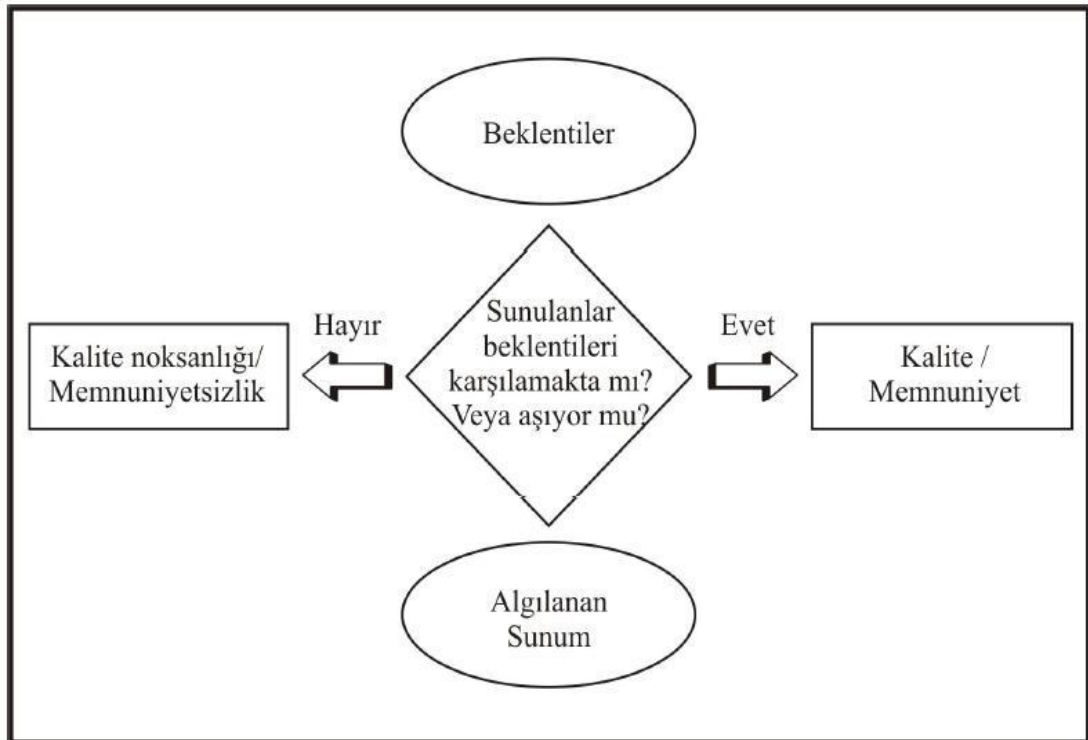 Beklentiler
Hayır
Kalite noksanlığı/
Memnuniyetsizlik
Sunulanlar
beklentileri
karşılamakta mı?
Veya aşıyor mu?
Evet
Kalite /
Memnuniyet
Algılanan
Sunum